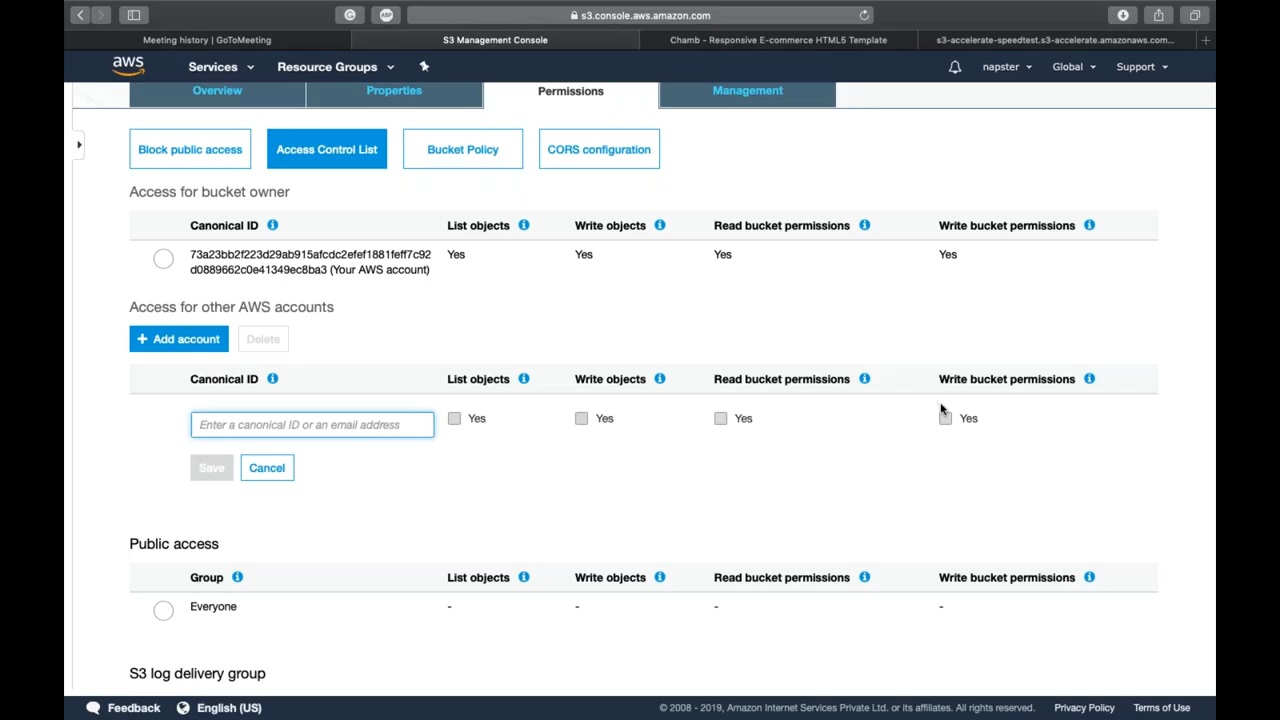 s3.console.aws.amazon.com
Meeting history | GoToMeeting
S3 Management Console
Chamb - Responsive E-commerce HTML5 Template
s3-accelerate-speedtest.s3-accelerate.amazonaws.com...
aws
Services
Resource Groups
napster
Global
Support
Overview
Properties
Permissions
Management
Block public access
Access Control List
Bucket Policy
CORS configuration
Access for bucket owner
Canonical ID
List objects
Write objects
Read bucket permissions
Write bucket permissions
73a23bb2f223d29ab915afcdc2efef1881feff7c92
d0889662c0e41349ec8ba3 (Your AWS account)
Yes
Yes
Yes
Yes
Access for other AWS accounts
+ Add account
Delete
Canonical ID
List objects
Write objects
Read bucket permissions
Write bucket permissions
Enter a canonical ID or an email address
Yes
Yes
Yes
Yes
Save
Cancel
Public access
Group
List objects
Write objects
Read bucket permissions
Write bucket permissions
Everyone
-
-
-
-
S3 log delivery group
Feedback
English (US)
© 2008 - 2019, Amazon Internet Services Private Ltd. or its affiliates. All rights reserved.
Privacy Policy
Terms of Use